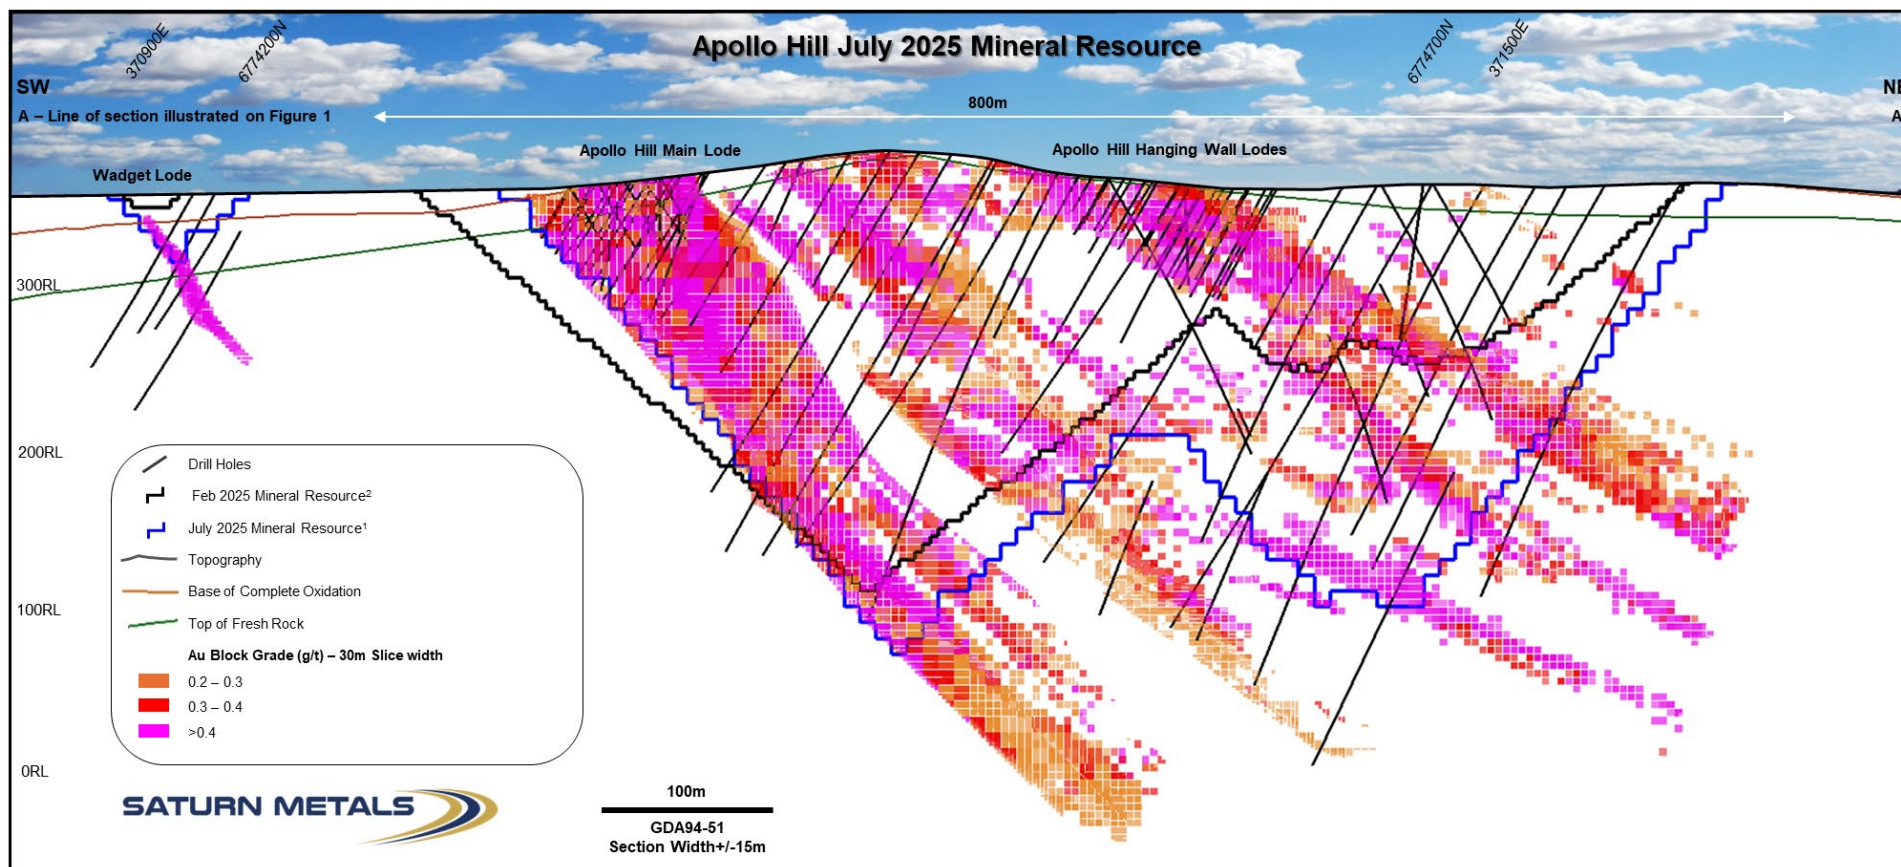 Apollo Hill July 2025 Mineral Resource
370900E
6774200N
6774700N
371500E
SW
NE
A – Line of section illustrated on Figure 1
800m
A
Apollo Hill Main Lode
Apollo Hill Hanging Wall Lodes
Wadget Lode
300RL
200RL
100RL
0RL
Drill Holes
Feb 2025 Mineral Resource²
July 2025 Mineral Resource¹
Topography
Base of Complete Oxidation
Top of Fresh Rock
Au Block Grade (g/t) – 30m Slice width
0.2 – 0.3
0.3 – 0.4
>0.4
SATURN METALS
100m
GDA94-51
Section Width+/-15m